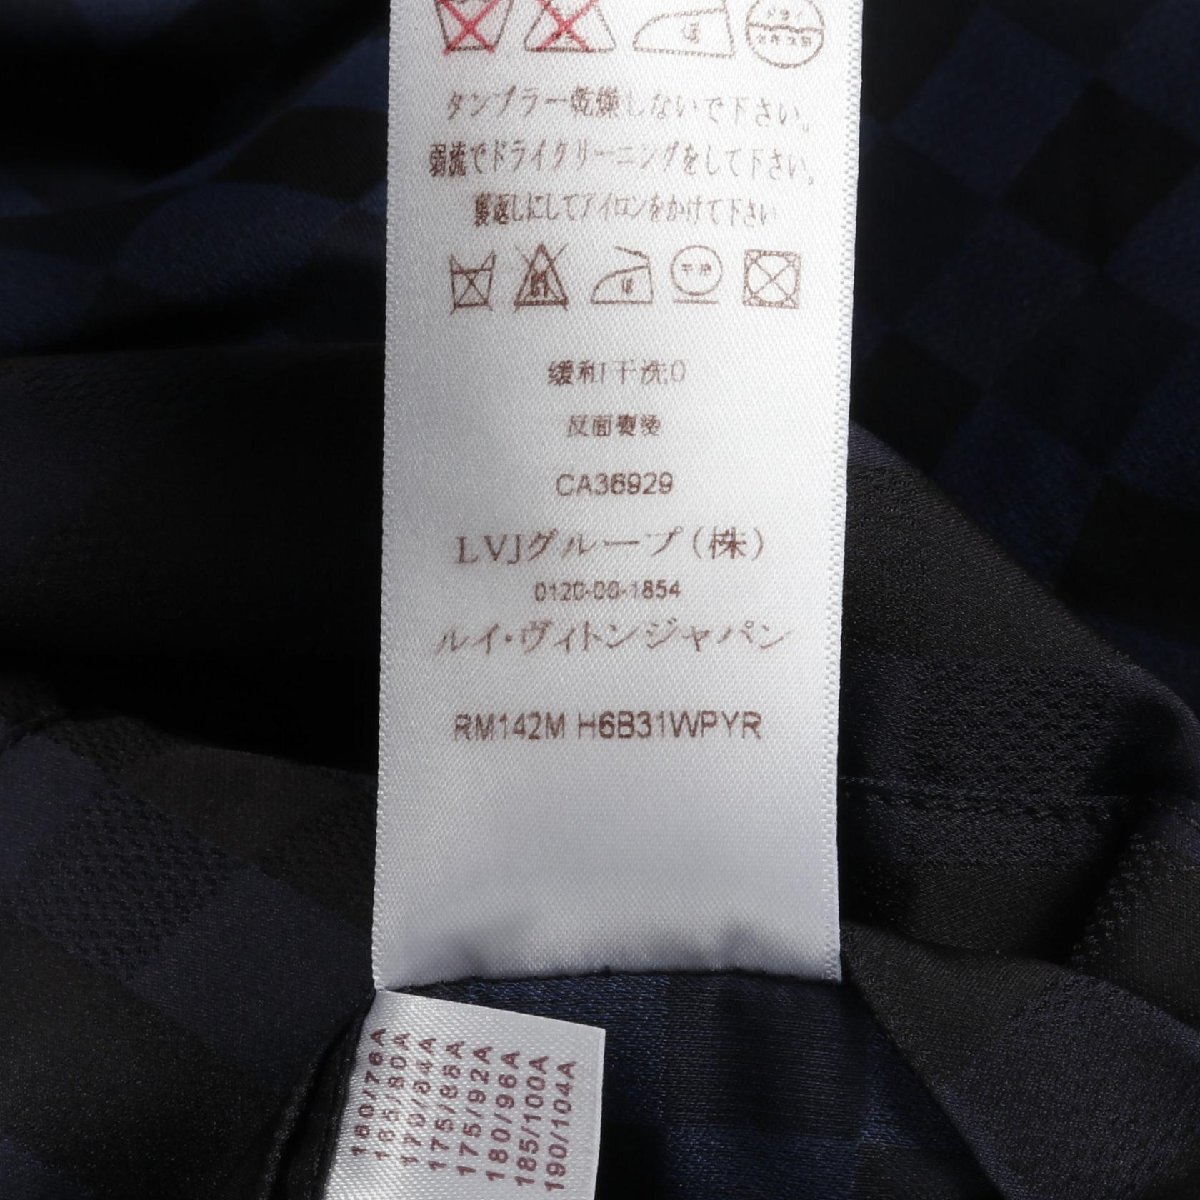 タンブラー乾燥しないで下さい。
弱流でドライクリーニングをして下さい。
裏返しにしてアイロンをかけて下さい
缓和干洗
反面熨烫
CA36929
LVJグループ(株)
0120-00-1854
ルイ・ヴィトンジャパン
RM142M H6B31WPYR
160/76A
165/80A
170/84A
175/88A
175/92A
180/96A
185/100A
190/104A